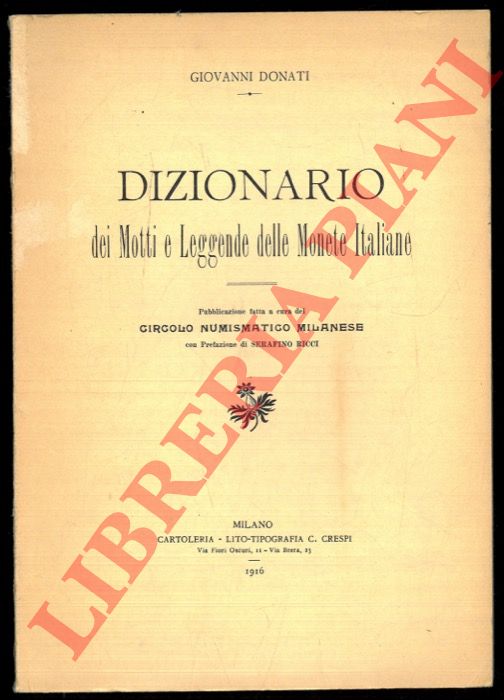 GIOVANNI DONATI
DIZIONARIO
dei Motti e Leggende delle Monete Italiane
Pubblicazione fatta a cura del
CIRCOLO NUMISMATICO MILANESE
con Prefazione di SERAFINO RICCI
MILANO
CARTOLERIA - LITO-TIPOGRAFIA C. CRESPI
Via Fiori Oscuri, 11 - Via Brera, 23
1916
LIBRERIA PIANI